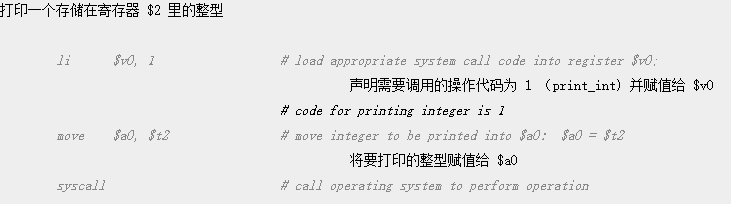 打印一个存储在寄存器 $2 里的整型
li $v0, 1 # load appropriate system call code into register $v0;
声明需要调用的操作代码为 1 （print_int）并赋值给 $v0
# code for printing integer is 1
move $a0, $t2 # move integer to be printed into $a0: $a0 = $t2
将要打印的整型赋值给 $a0
syscall # call operating system to perform operation